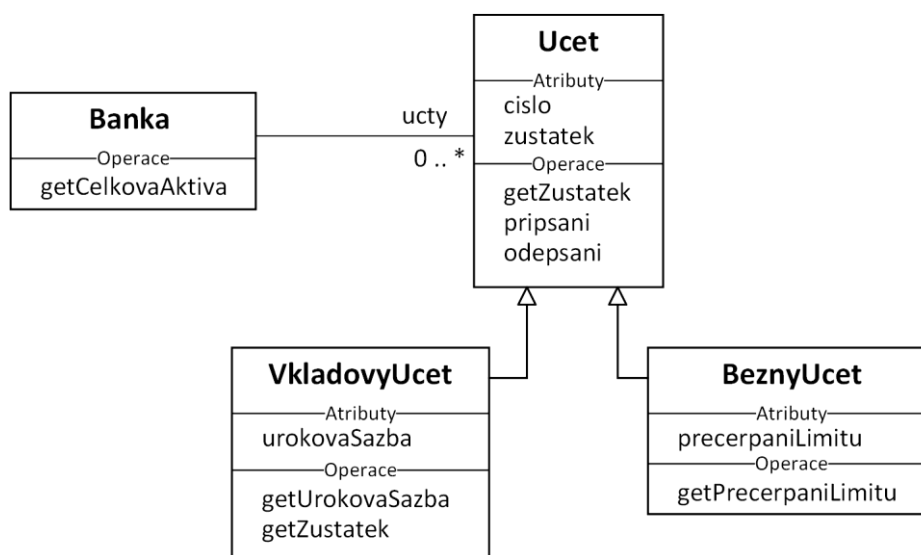 Banka
Operace
getCelkovaAktiva
ucty
0 .. *
Ucet
Atributy
cislo
zustatek
Operace
getZustatek
pripsani
odepsani
VkladovyUcet
Atributy
urokovaSazba
Operace
getUrokovaSazba
getZustatek
BeznyUcet
Atributy
precerpaniLimitu
Operace
getPrecerpaniLimitu